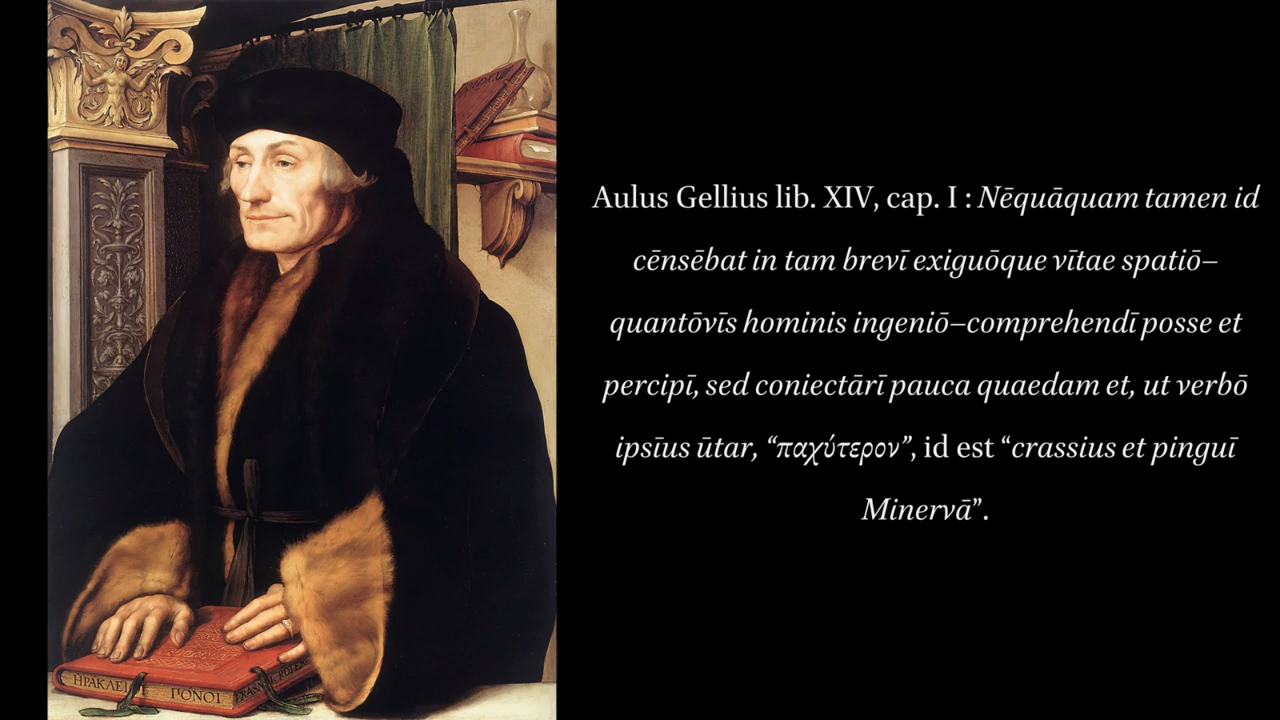 Aulus Gellius lib. XIV, cap. I : Nēquāquam tamen id
cēnsēbat in tam brevī exiguōque vītae spatiō–
quantōvīs hominis ingeniō–comprehendī posse et
percipī, sed coniectārī pauca quaedam et, ut verbō
ipsīus ūtar, “παχύτερον”, id est “crassius et pinguī
Minervā”.
ΗΡΑΚΛΕΙ
ΠΟΝΟΙ